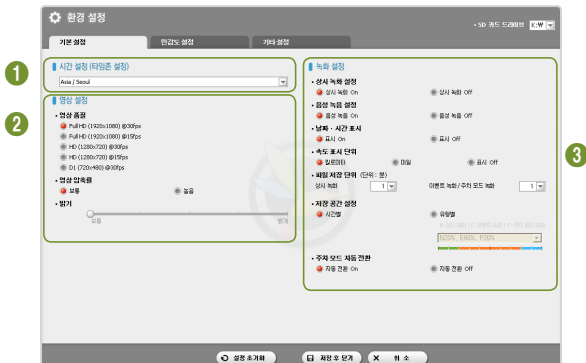 환경 설정
• SD 카드 드라이브 K:₩
기본 설정 민감도 설정 기타 설정
1
시간 설정 (타임존 설정)
Asia / Seoul
2
영상 설정
• 영상 품질
Full HD (1920x1080) @30fps
Full HD (1920x1080) @15fps
HD (1280x720) @30fps
HD (1280x720) @15fps
D1 (720x480) @30fps
• 영상 압축률
보통 높음
• 밝기
보통 밝게
3
녹화 설정
• 상시 녹화 설정
상시 녹화 On 상시 녹화 Off
• 음성 녹음 설정
음성 녹음 On 음성 녹음 Off
• 날짜 · 시간 표시
표시 On 표시 Off
• 속도 표시 단위
킬로미터 마일 표시 Off
• 파일 저장 단위 (단위 : 분)
상시 녹화 1 이벤트 녹화 / 주차 모드 녹화 1
• 저장 공간 설정
시간별 유형별
N20%, E60%, P20%
• 주차 모드 자동 전환
자동 전환 On 자동 전환 Off
설정 초기화 저장 후 닫기 X 취 소